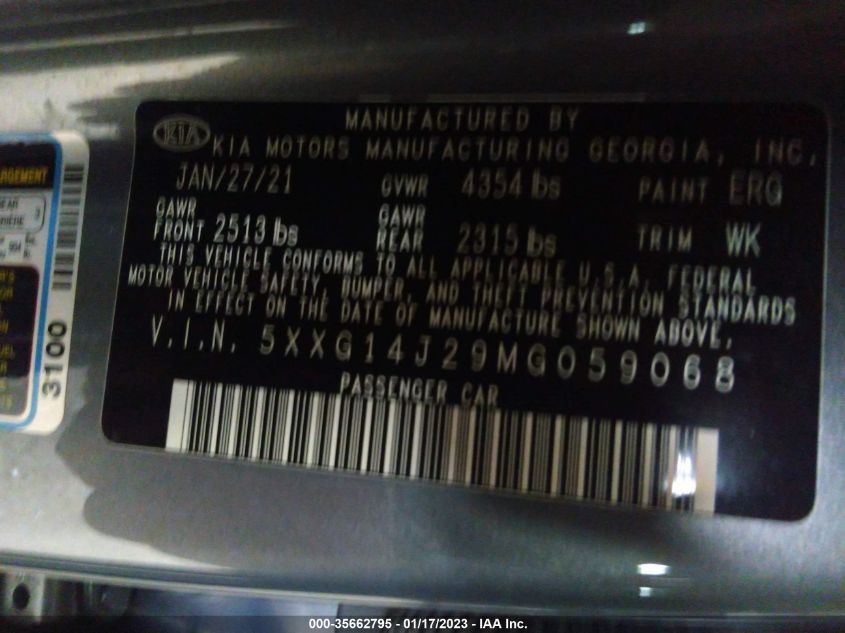 MANUFACTURED BY
KIA KIA MOTORS MANUFACTURING GEORGIA, INC.
JAN/27/21 GVWR 4354 lbs PAINT ERG
GAWR FRONT 2513 lbs GAWR REAR 2315 lbs TRIM WK
THIS VEHICLE CONFORMS TO ALL APPLICABLE U.S.A. FEDERAL
MOTOR VEHICLE SAFETY, BUMPER, AND THEFT PREVENTION STANDARDS
IN EFFECT ON THE DATE OF MANUFACTURE SHOWN ABOVE.
V.I.N. 5XXG14J29MG059068
PASSENGER CAR
3100
000-35662795 - 01/17/2023 - IAA Inc.